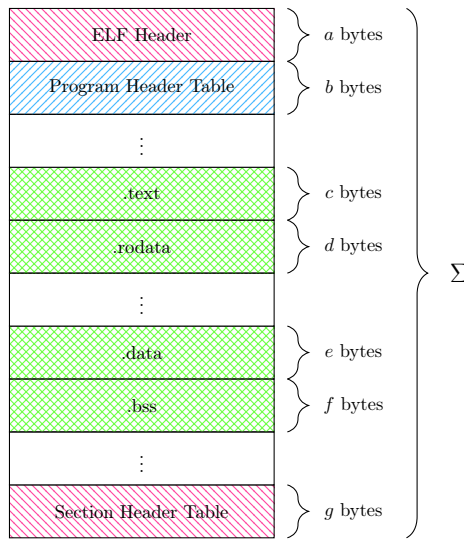 ELF Header a bytes
Program Header Table b bytes
⋮
.text c bytes
.rodata d bytes
∑
⋮
.data e bytes
.bss f bytes
⋮
Section Header Table g bytes